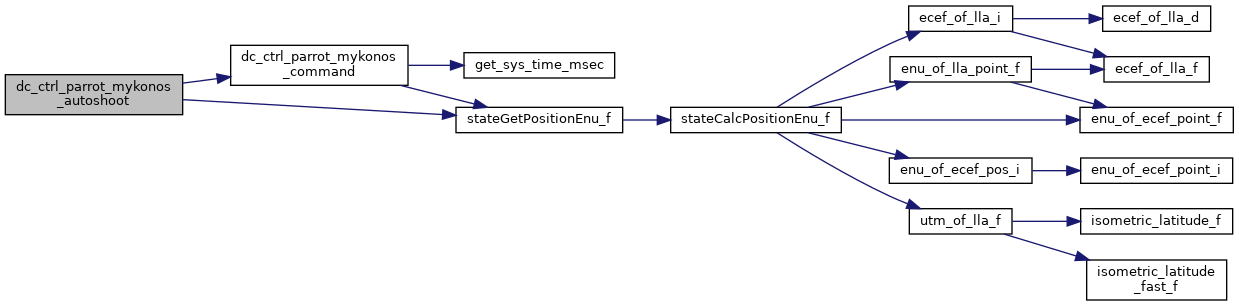 dc_ctrl_parrot_mykonos
_autoshoot
dc_ctrl_parrot_mykonos
_command
get_sys_time_msec
stateGetPositionEnu_f
stateCalcPositionEnu_f
ecef_of_lla_i
enu_of_lla_point_f
enu_of_ecef_pos_i
utm_of_lla_f
ecef_of_lla_d
ecef_of_lla_f
enu_of_ecef_point_f
enu_of_ecef_point_i
isometric_latitude_f
isometric_latitude
_fast_f